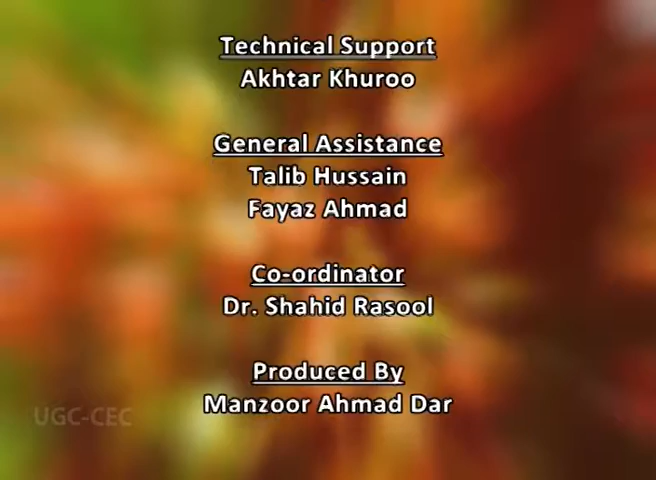 Technical Support
Akhtar Khuroo
General Assistance
Talib Hussain
Fayaz Ahmad
Co-ordinator
Dr. Shahid Rasool
Produced By
Manzoor Ahmad Dar
UGC-CEC